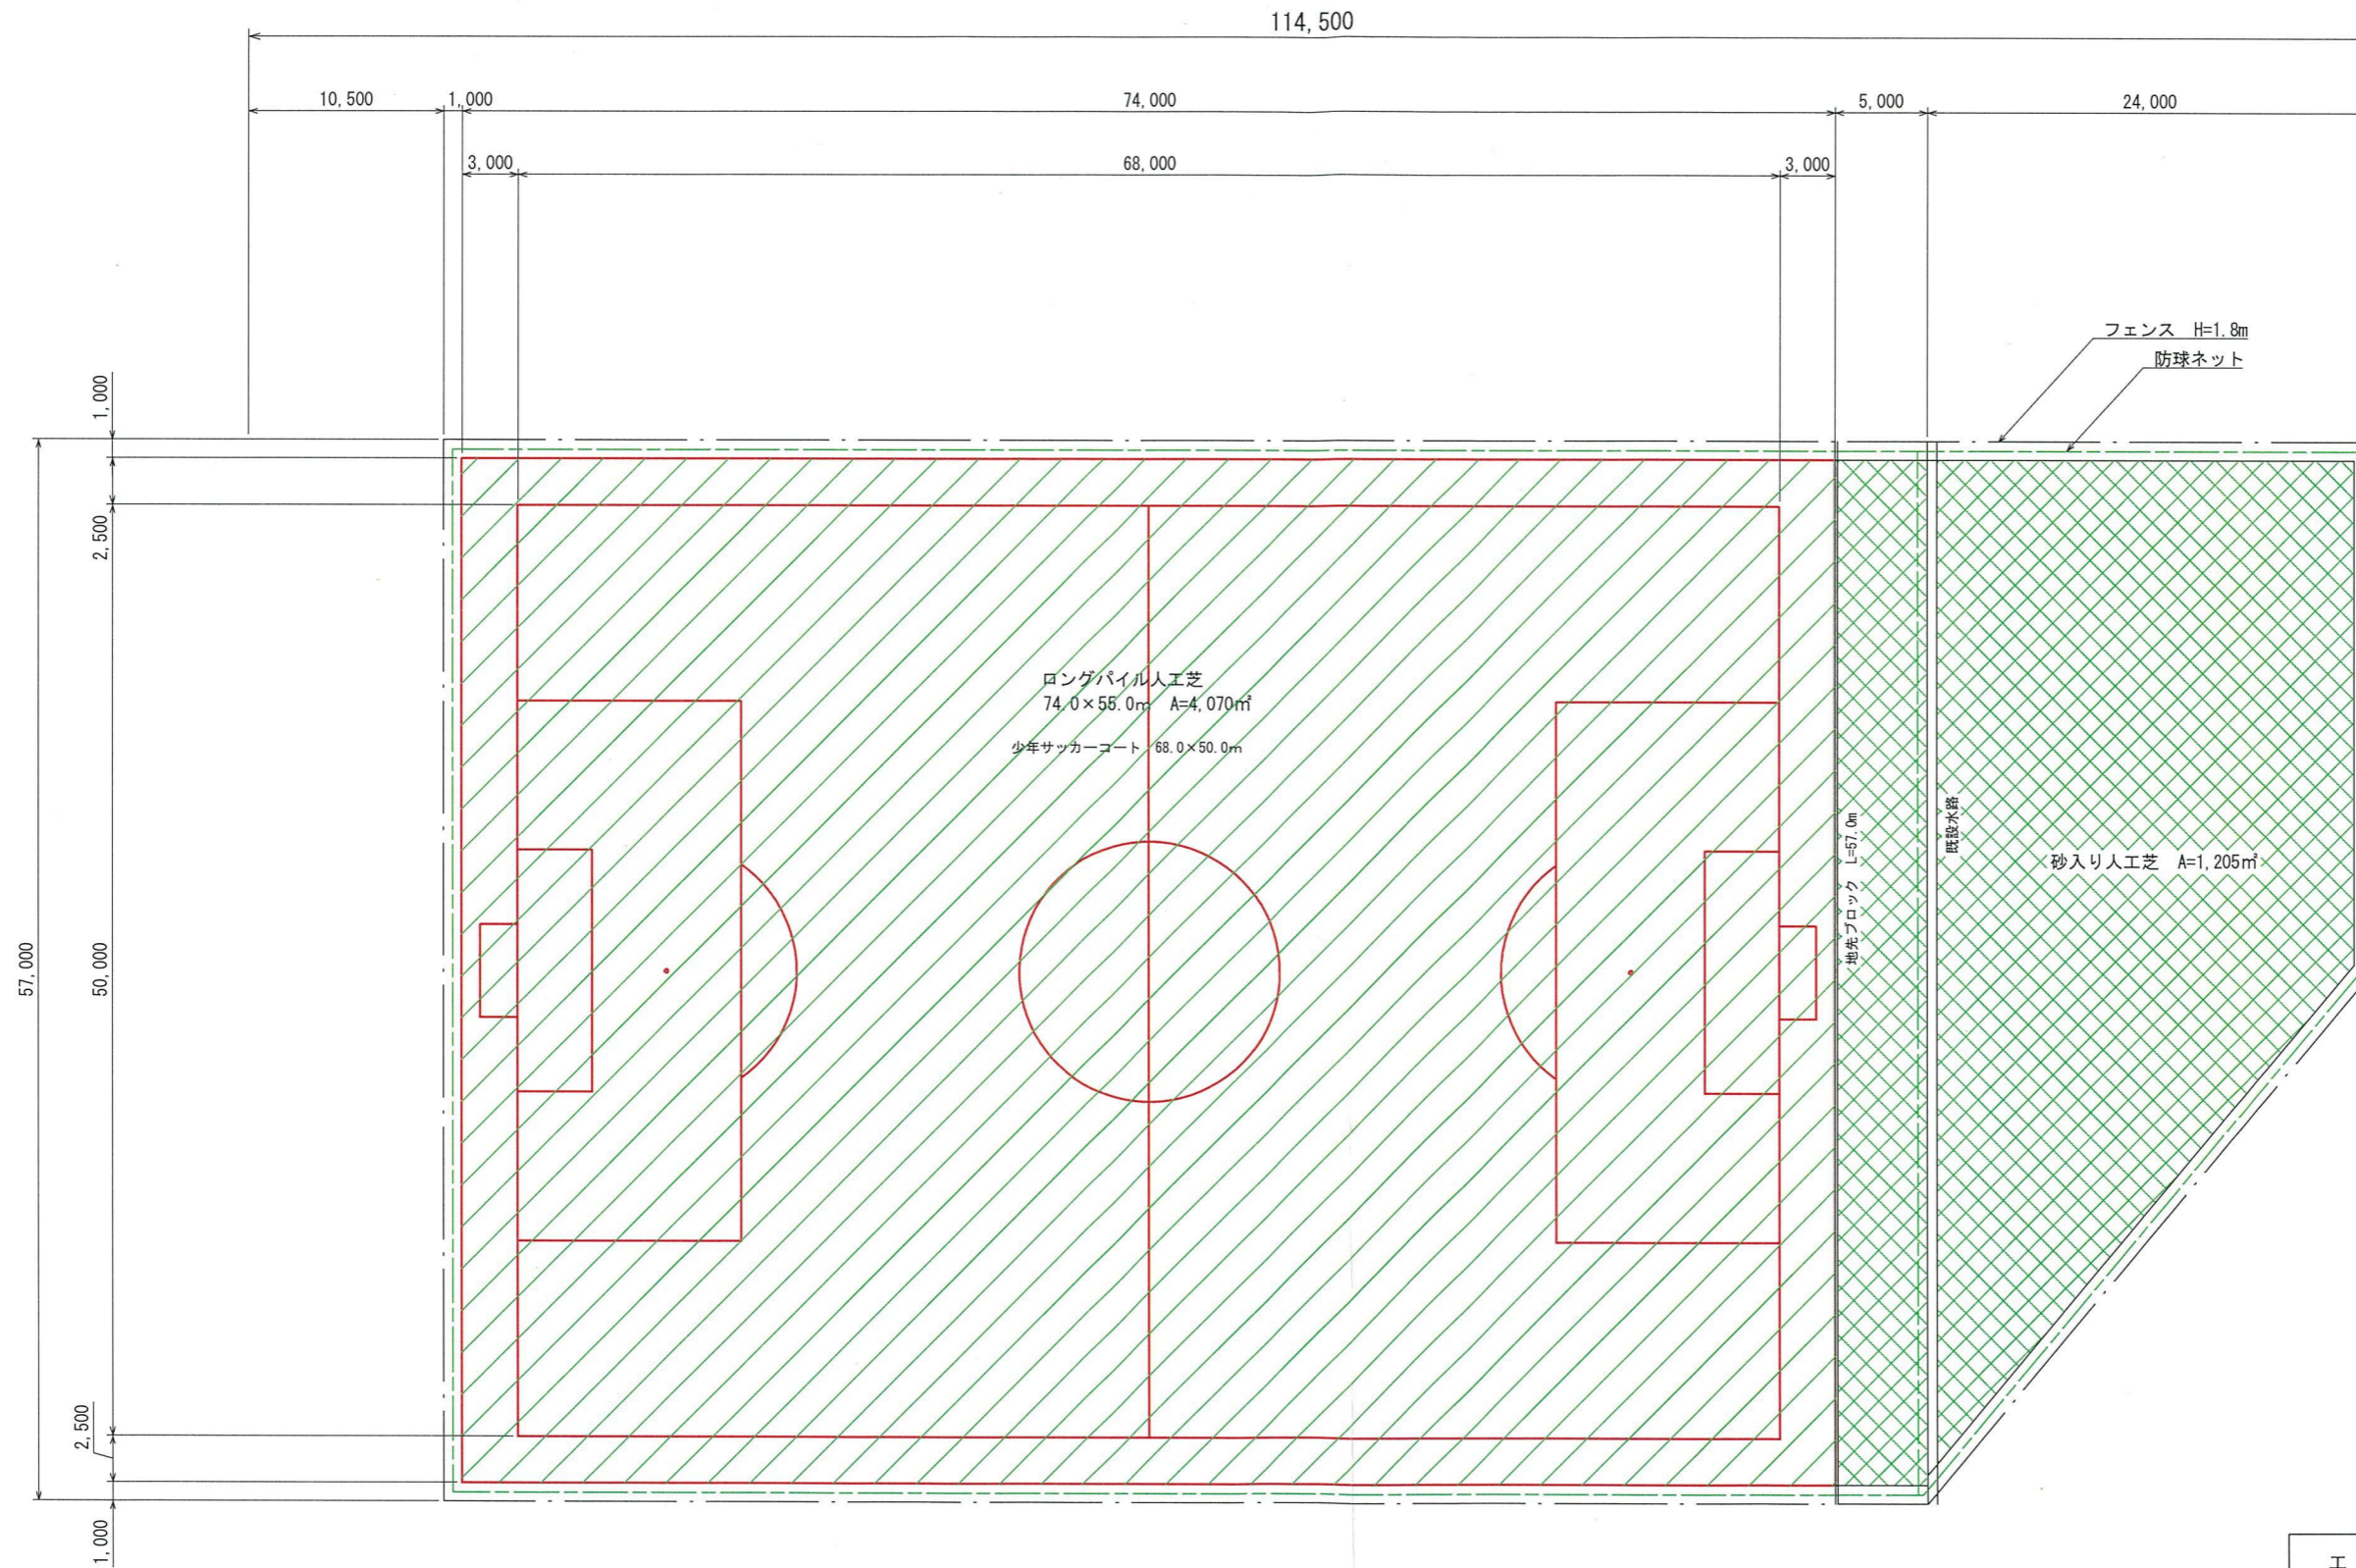 114,500
10,500
1,000
74,000
5,000
24,000
3,000
68,000
3,000
フェンス H=1.8m
防球ネット
1,000
2,500
57,000
50,000
2,500
1,000
ロングパイル人工芝
74.0×55.0m A=4,070㎡
少年サッカーコート 68.0×50.0m
地先ブロック L=57.0m
既設水路
砂入り人工芝 A=1,205㎡
工